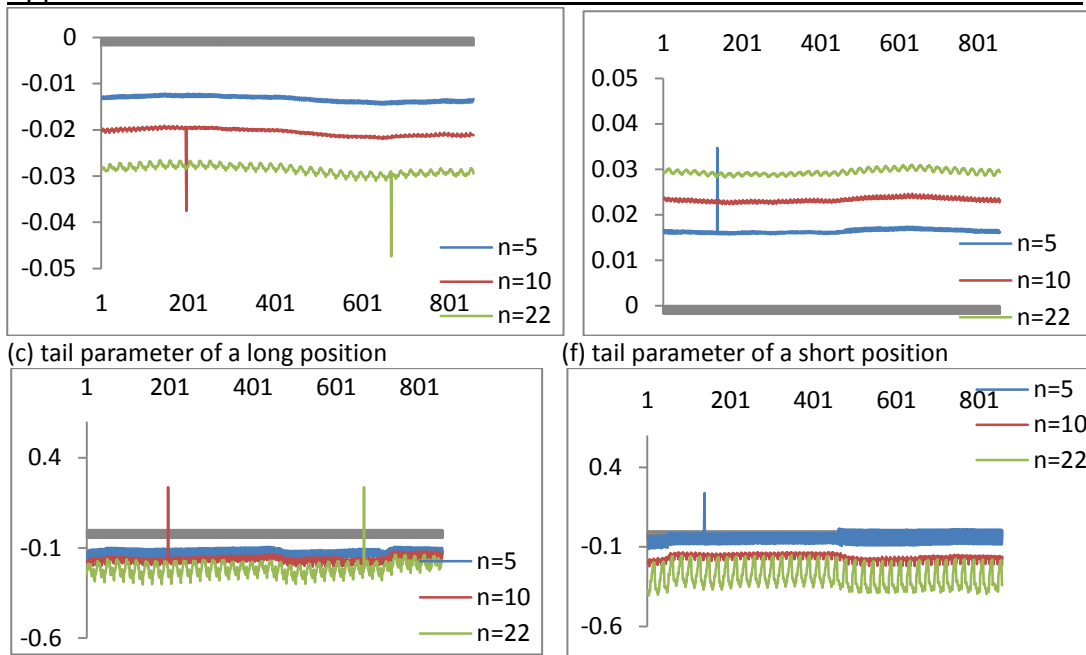 0
-0.01
-0.02
-0.03
-0.04
-0.05
1 201 401 601 801
n=5
n=10
n=22
1 201 401 601 801
0.05
0.04
0.03
0.02
0.01
0
n=5
n=10
n=22
(c) tail parameter of a long position
(f) tail parameter of a short position
1 201 401 601 801
0.4
-0.1
-0.6
n=5
n=10
n=22
1 201 401 601 801
0.4
-0.1
-0.6
n=5
n=10
n=22